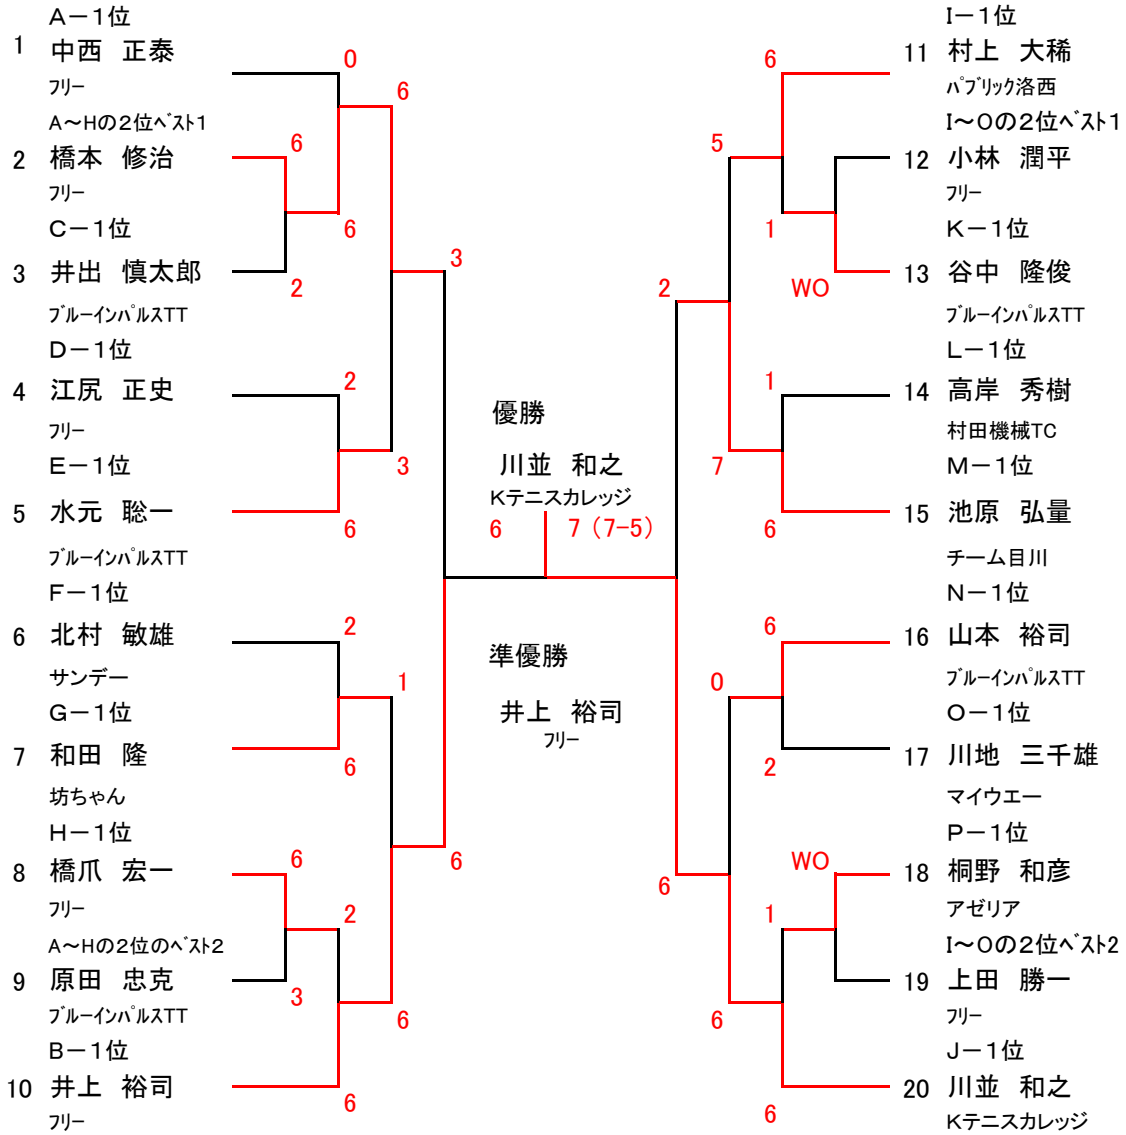 A－1位
1 中西 正泰
フリー
0
6
A～Hの2位ベスト1
6
2 橋本 修治
フリー
C－1位
6
3
3 井出 慎太郎
2
ブルーインパルスTT
D－1位
4 江尻 正史
2
フリー
E－1位
3
5 水元 聡一
6
ブルーインパルスTT
F－1位
6 北村 敏雄
2
サンデー
1
G－1位
7 和田 隆
6
坊ちゃん
H－1位
6
8 橋爪 宏一
6
フリー
2
A～Hの2位のベスト2
9 原田 忠克
3
ブルーインパルスTT
6
B－1位
10 井上 裕司
6
フリー
優勝
川並 和之
Kテニスカレッジ
6 7（7-5）
準優勝
井上 裕司
フリー
I－1位
6
11 村上 大稀
パブリック洛西
I～Oの2位ベスト1
5
12 小林 潤平
フリー
1
K－1位
2
WO
13 谷中 隆俊
ブルーインパルスTT
L－1位
1
14 高岸 秀樹
村田機械TC
7
M－1位
6
15 池原 弘量
チーム目川
N－1位
6
16 山本 裕司
0
ブルーインパルスTT
O－1位
2
17 川地 三千雄
マイウエー
P－1位
WO
6
18 桐野 和彦
1
アゼリア
I～Oの2位ベスト2
19 上田 勝一
6
フリー
J－1位
6
20 川並 和之
Kテニスカレッジ